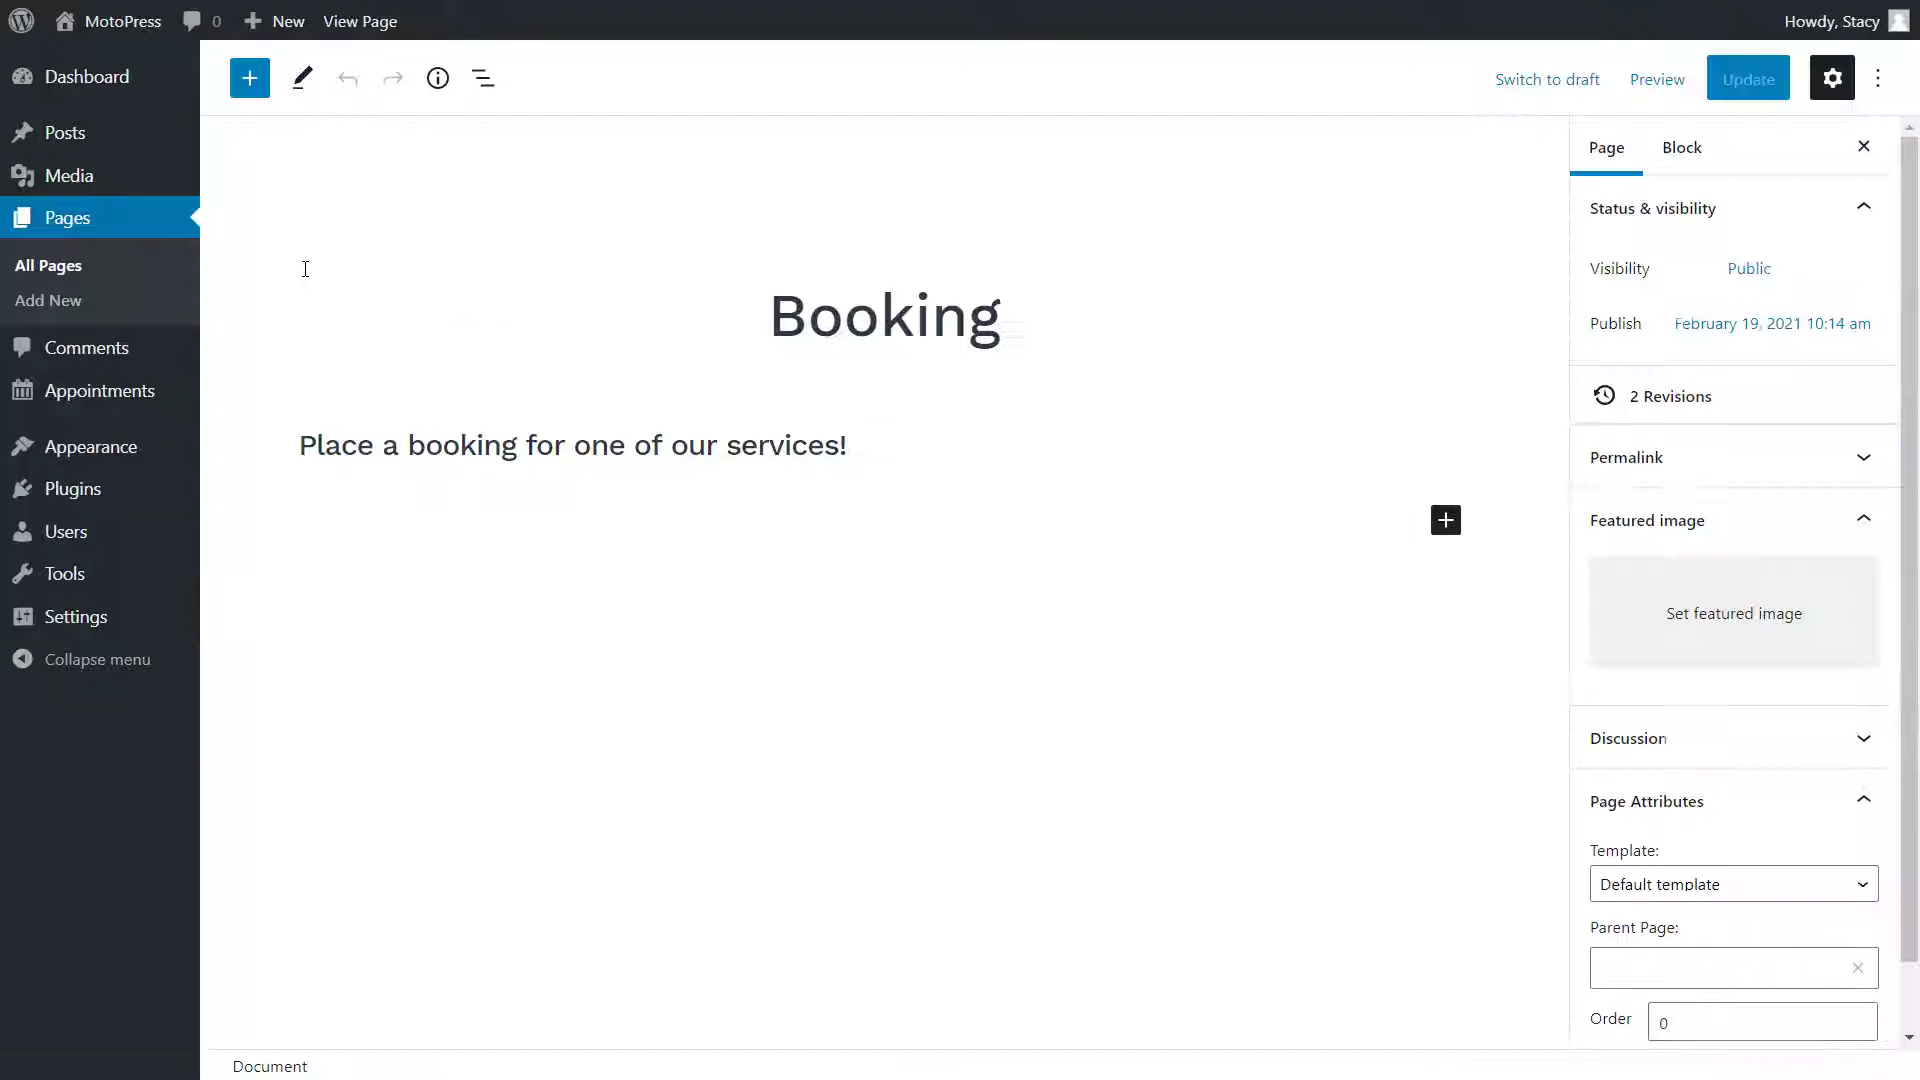 MotoPress 0 New View Page Howdy, Stacy
Dashboard
Posts
Media
Pages
All Pages
Add New
Comments
Appointments
Appearance
Plugins
Users
Tools
Settings
Collapse menu
Switch to draft Preview Update
Booking
Place a booking for one of our services!
Page Block
Status & visibility
Visibility Public
Publish February 19, 2021 10:14 am
2 Revisions
Permalink
Featured image
Set featured image
Discussion
Page Attributes
Template:
Default template
Parent Page:
Order 0
Document